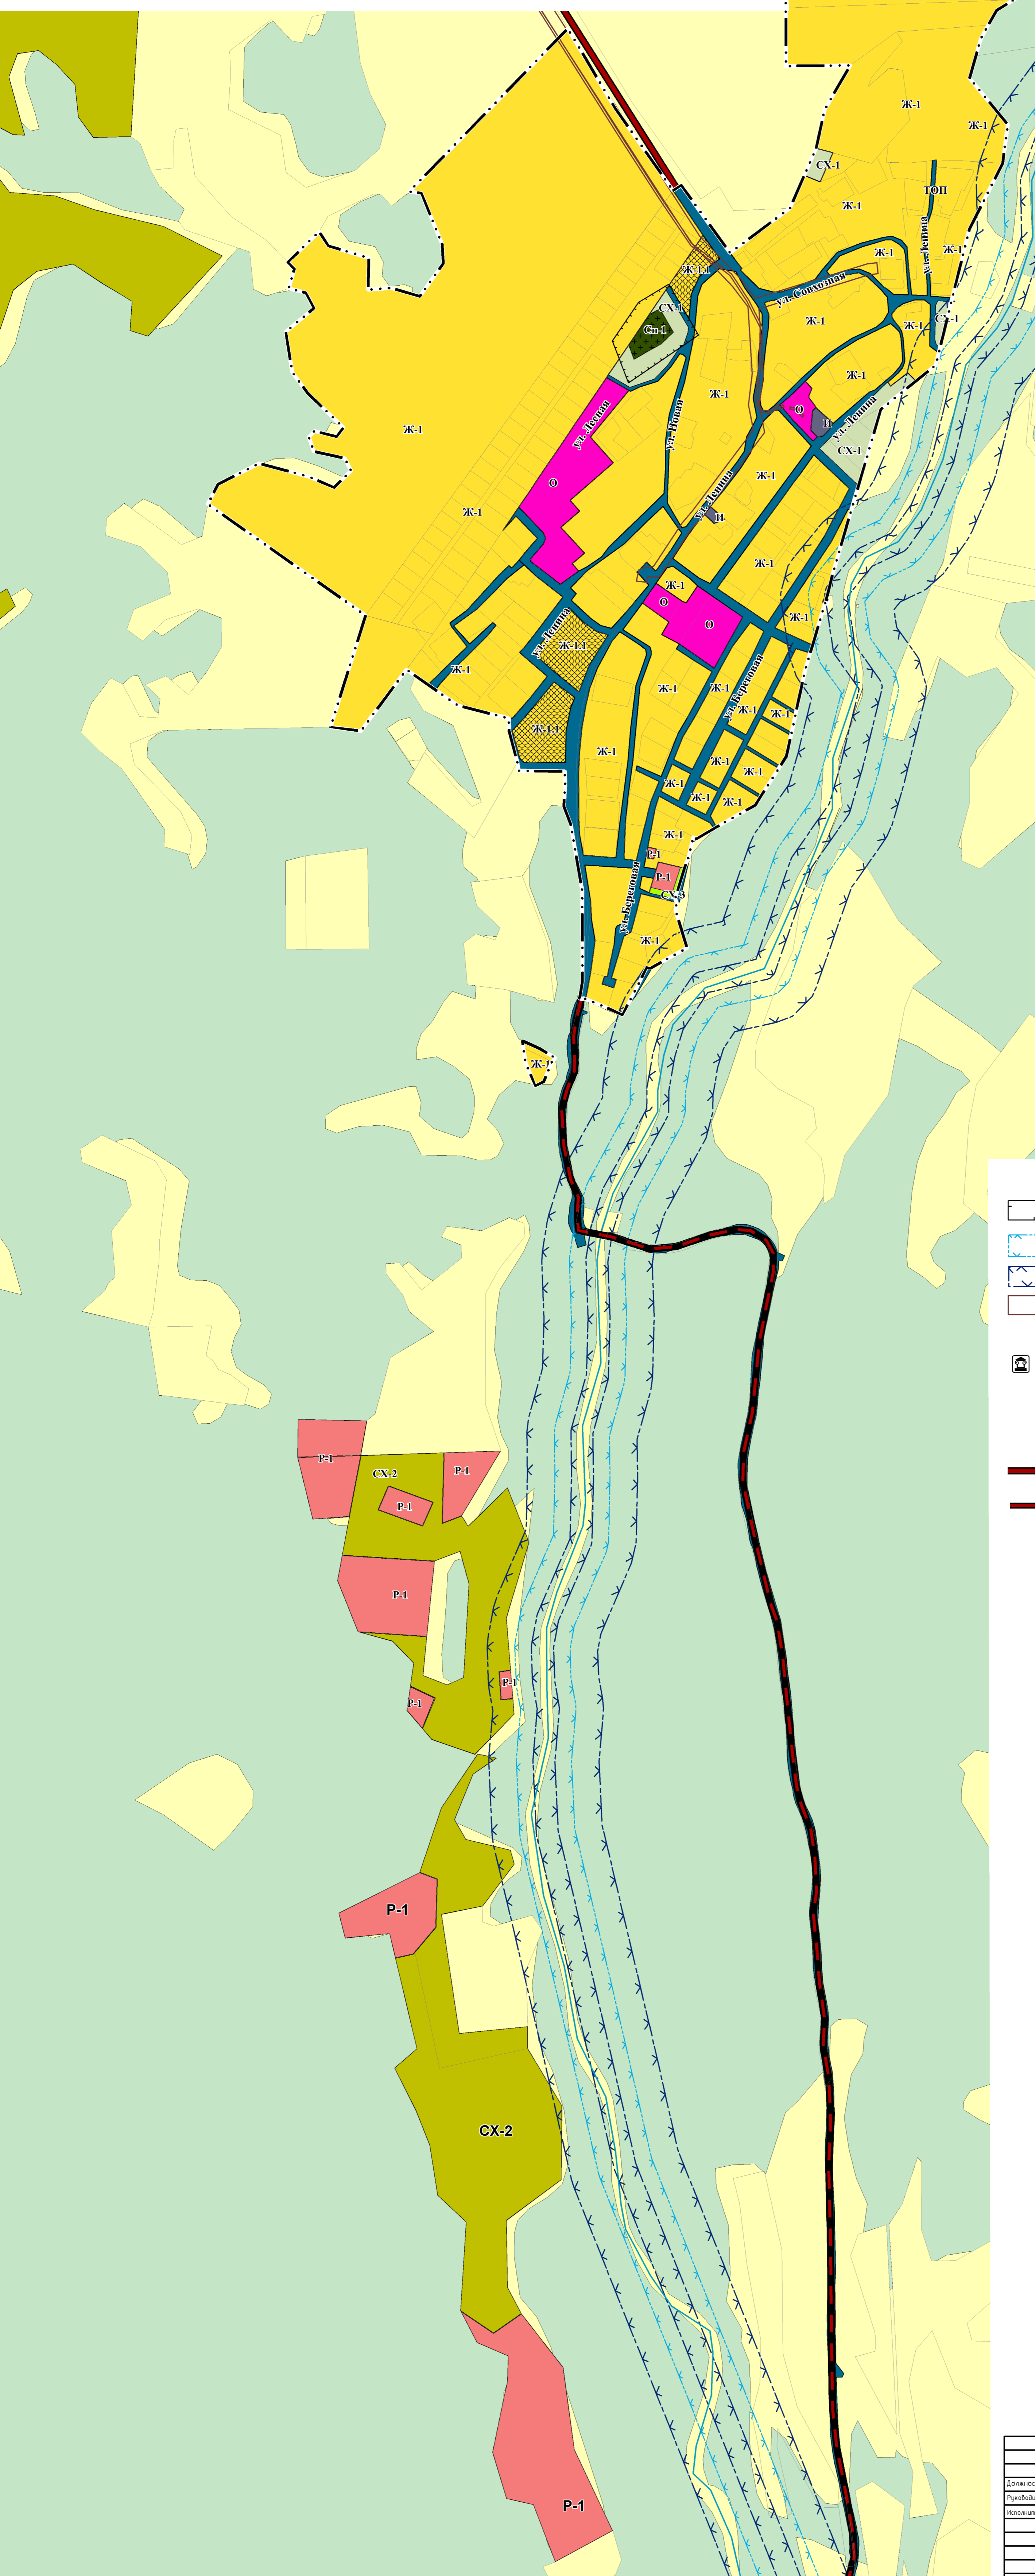 Ж-1
Ж-1
СХ-1
ТОП
Ж-1
ул. Ленина
Ж-1
Ж-1
Ж-1.1
ул. Совхозная
СХ-1
Сп-1
Ж-1
СХ-1
Ж-1
Ж-1
Ж-1
ул. Лесная
ул. Новая
О
ул. Ленина
П
Ж-1
СХ-1
Ж-1
О
ул. Ленина
Ж-1
И
Ж-1
Ж-1
О
О
Ж-1
ул. Ленина
Ж-1.1
Ж-1
Ж-1
Ж-1
ул. Береговая
Ж-1
Ж-1
Ж-1.1
Ж-1
Ж-1
Ж-1
Ж-1
Ж-1
Ж-1
Ж-1
Р-1
Р-1
СХ-3
ул. Береговая
Ж-1
Ж-1
Р-1
СХ-2
Р-1
Р-1
Р-1
Р-1
Р-1
Р-1
СХ-2
Р-1